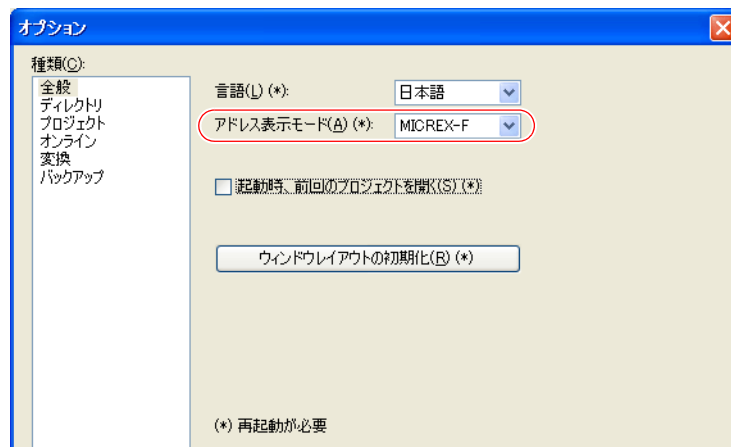 オプション
種類(C):
全般
ディレクトリ
プロジェクト
オンライン
変換
バックアップ
言語(L) (*): 日本語
アドレス表示モード(A) (*): MICREX-F
起動時、前回のプロジェクトを開く(S) (*)
ウィンドウレイアウトの初期化(R) (*)
(*) 再起動が必要